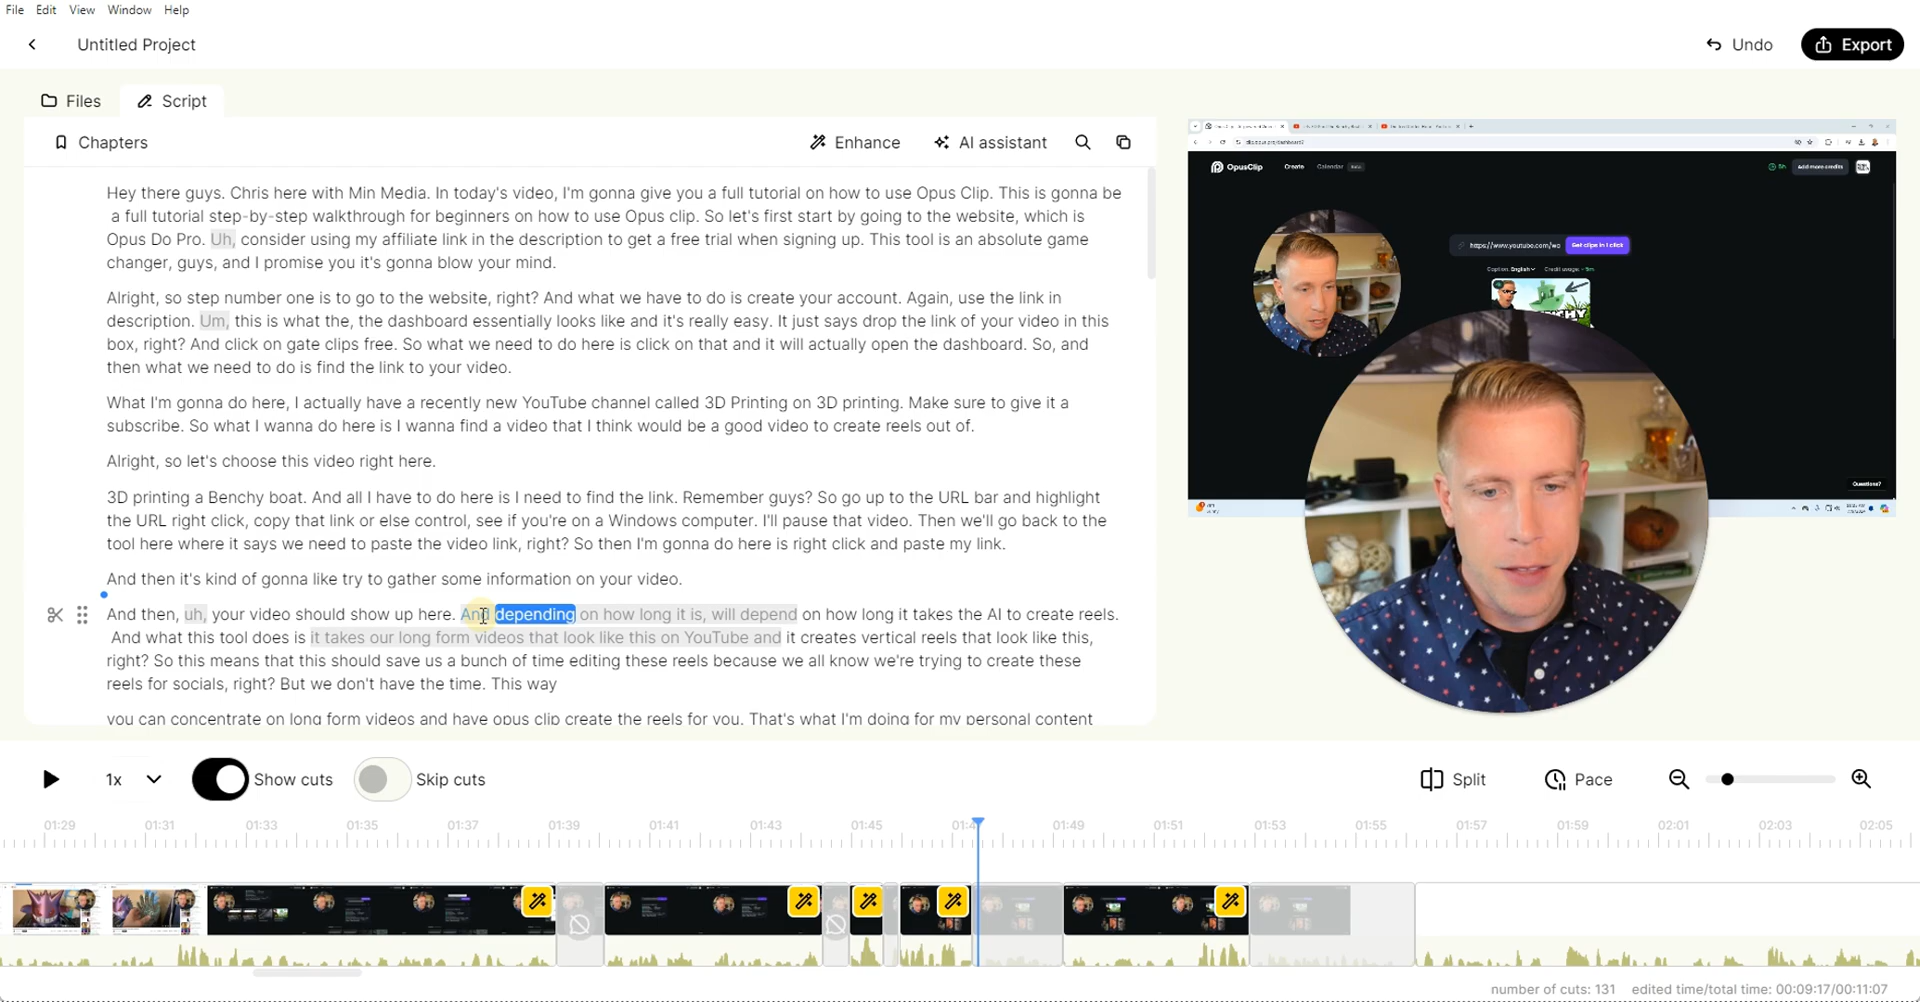 File Edit View Window Help
Untitled Project
Undo
Export
Files
Script
Chapters
Enhance
AI assistant
Hey there guys. Chris here with Min Media. In today's video, I'm gonna give you a full tutorial on how to use Opus Clip. This is gonna be
a full tutorial step-by-step walkthrough for beginners on how to use Opus clip. So let's first start by going to the website, which is
Opus Do Pro. Uh, consider using my affiliate link in the description to get a free trial when signing up. This tool is an absolute game
changer, guys, and I promise you it's gonna blow your mind.
Alright, so step number one is to go to the website, right? And what we have to do is create your account. Again, use the link in
description. Um, this is what the, the dashboard essentially looks like and it's really easy. It just says drop the link of your video in this
box, right? And click on gate clips free. So what we need to do here is click on that and it will actually open the dashboard. So, and
then what we need to do is find the link to your video.
What I'm gonna do here, I actually have a recently new YouTube channel called 3D Printing on 3D printing. Make sure to give it a
subscribe. So what I wanna do here is I wanna find a video that I think would be a good video to create reels out of.
Alright, so let's choose this video right here.
3D printing a Benchy boat. And all I have to do here is I need to find the link. Remember guys? So go up to the URL bar and highlight
the URL right click, copy that link or else control, see if you're on a Windows computer. I'll pause that video. Then we'll go back to the
tool here where it says we need to paste the video link, right? So then I'm gonna do here is right click and paste my link.
And then it's kind of gonna like try to gather some information on your video.
And then, uh, your video should show up here. And depending on how long it is, will depend on how long it takes the AI to create reels.
And what this tool does is it takes our long form videos that look like this on YouTube and it creates vertical reels that look like this,
right? So this means that this should save us a bunch of time editing these reels because we all know we're trying to create these
reels for socials, right? But we don't have the time. This way
you can concentrate on long form videos and have opus clip create the reels for you. That's what I'm doing for my personal content
OpusClip Create Calendar Add more credits
https://www.youtube.com/wc Get clips in 1 click
Caption: English Credit usage:
Questions?
1x
Show cuts
Skip cuts
Split
Pace
01:29 01:31 01:33 01:35 01:37 01:39 01:41 01:43 01:45 01:4 01:49 01:51 01:53 01:55 01:57 01:59 02:01 02:03 02:05
number of cuts: 131 edited time/total time: 00:09:17/00:11:07